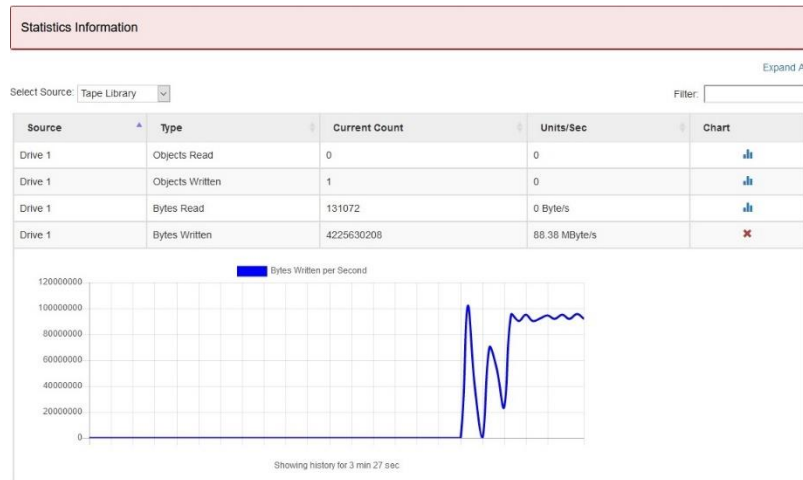 Statistics Information
Expand A
Select Source: Tape Library Filter:
Source Type Current Count Units/Sec Chart
Drive 1 Objects Read 0 0
Drive 1 Objects Written 1 0
Drive 1 Bytes Read 131072 0 Byte/s
Drive 1 Bytes Written 4225630208 88.38 MByte/s
Bytes Written per Second
120000000
100000000
80000000
60000000
40000000
20000000
0
Showing history for 3 min 27 sec